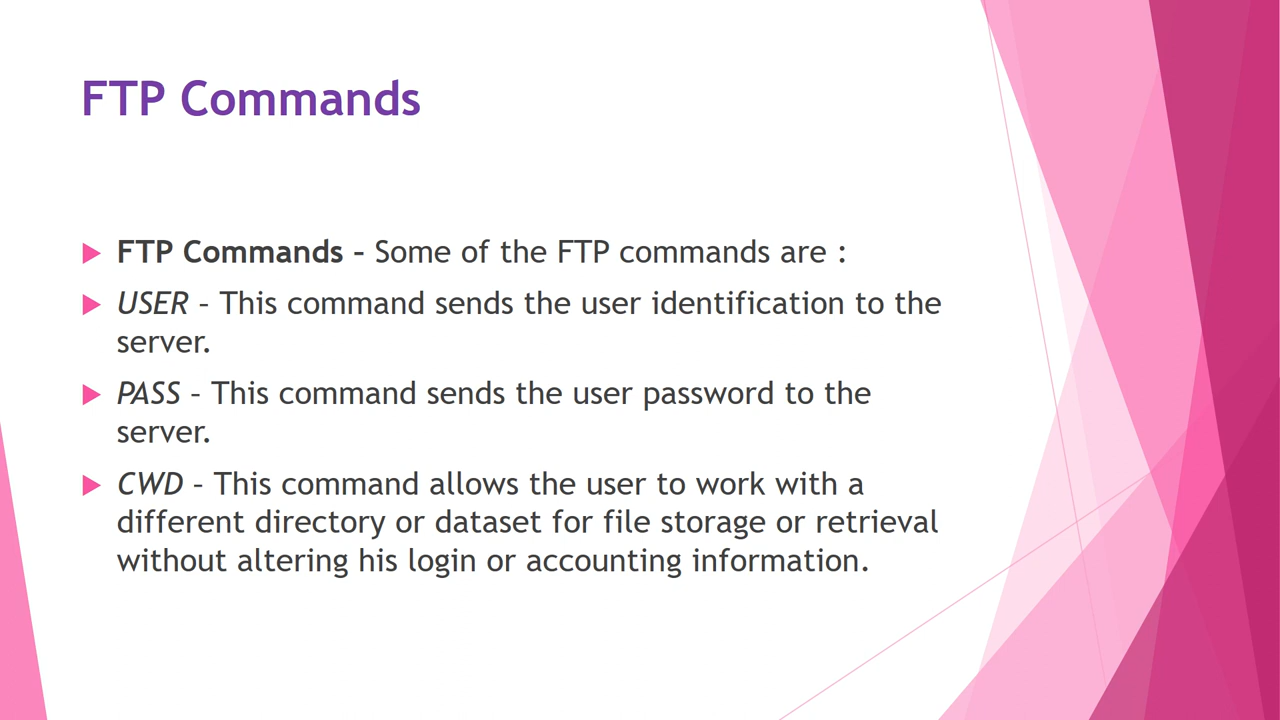 FTP Commands
FTP Commands – Some of the FTP commands are :
USER – This command sends the user identification to the
server.
PASS – This command sends the user password to the
server.
CWD – This command allows the user to work with a
different directory or dataset for file storage or retrieval
without altering his login or accounting information.